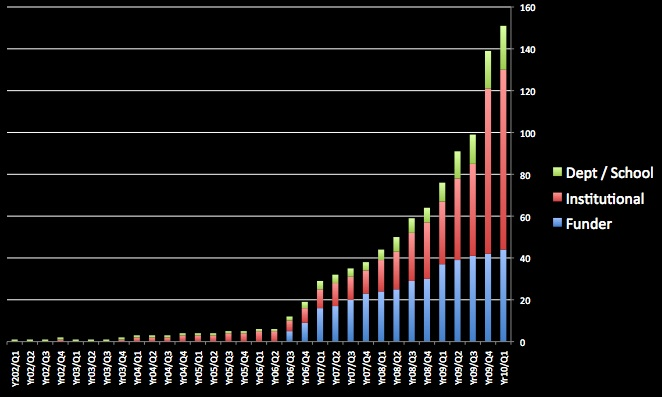 160
140
120
100
80
60
40
20
0
Dept / School
Institutional
Funder
Y202/Q1
Yr02/Q2
Yr02/Q3
Yr02/Q4
Yr03/Q1
Yr03/Q2
Yr03/Q3
Yr03/Q4
Yr04/Q1
Yr04/Q2
Yr04/Q3
Yr04/Q4
Yr05/Q1
Yr05/Q2
Yr05/Q3
Yr05/Q4
Yr06/Q1
Yr06/Q2
Yr06/Q3
Yr06/Q4
Yr07/Q1
Yr07/Q2
Yr07/Q3
Yr07/Q4
Yr08/Q1
Yr08/Q2
Yr08/Q3
Yr08/Q4
Yr09/Q1
Yr09/Q2
Yr09/Q3
Yr09/Q4
Yr10/Q1